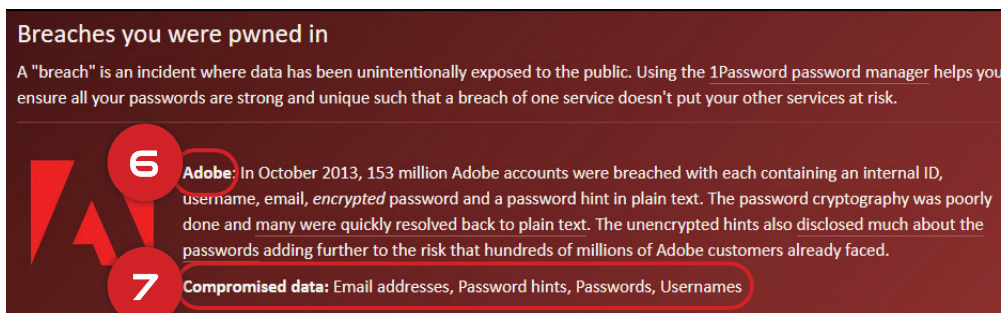 Breaches you were pwned in
A "breach" is an incident where data has been unintentionally exposed to the public. Using the 1Password password manager helps you
ensure all your passwords are strong and unique such that a breach of one service doesn't put your other services at risk.
6
Adobe: In October 2013, 153 million Adobe accounts were breached with each containing an internal ID,
username, email, encrypted password and a password hint in plain text. The password cryptography was poorly
done and many were quickly resolved back to plain text. The unencrypted hints also disclosed much about the
passwords adding further to the risk that hundreds of millions of Adobe customers already faced.
7
Compromised data: Email addresses, Password hints, Passwords, Usernames